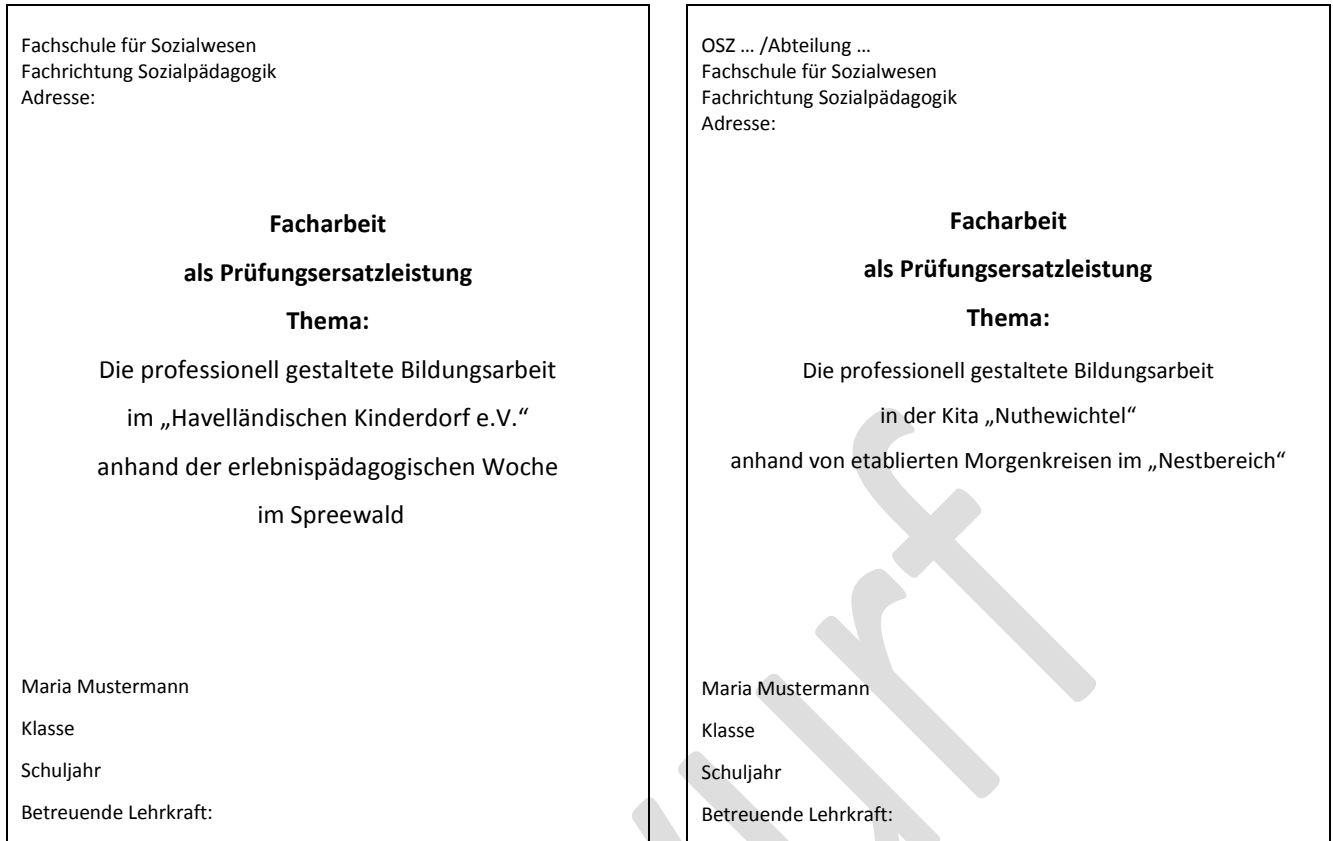 Fachschule für Sozialwesen
Fachrichtung Sozialpädagogik
Adresse:
Facharbeit
als Prüfungsersatzleistung
Thema:
Die professionell gestaltete Bildungsarbeit
im „Havelländischen Kinderdorf e.V.“
anhand der erlebnispädagogischen Woche
im Spreewald
Maria Mustermann
Klasse
Schuljahr
Betreuende Lehrkraft:
OSZ … /Abteilung …
Fachschule für Sozialwesen
Fachrichtung Sozialpädagogik
Adresse:
Facharbeit
als Prüfungsersatzleistung
Thema:
Die professionell gestaltete Bildungsarbeit
in der Kita „Nuthewichtel“
anhand von etablierten Morgenkreisen im „Nestbereich“
Maria Mustermann
Klasse
Schuljahr
Betreuende Lehrkraft: